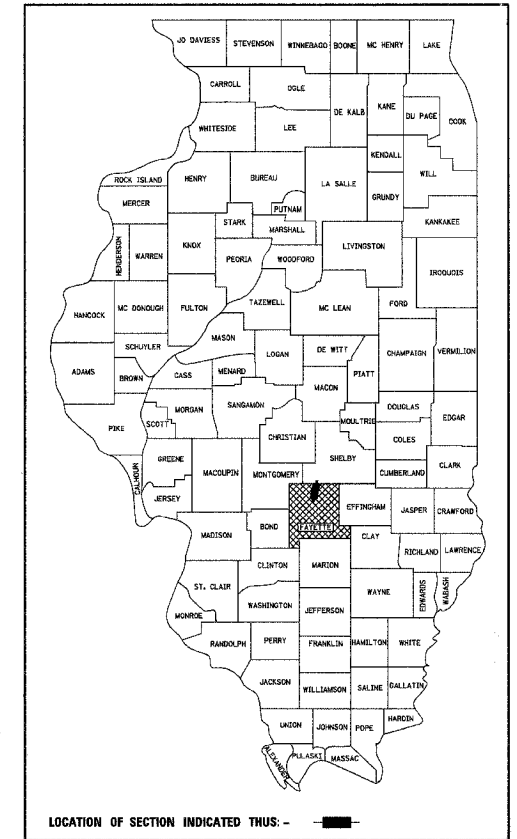 JO DAVIESS STEVENSON WINNEBAGO BOONE MC HENRY LAKE
CARROLL OGLE
DE KALB KANE DU PAGE COOK
WHITESIDE LEE
KENDALL WILL
ROCK ISLAND HENRY BUREAU LA SALLE GRUNDY
MERCER PUTNAM
STARK MARSHALL KANKAKEE
HENDERSON WARREN KNOX PEORIA WOODFORD LIVINGSTON IROQUOIS
HANCOCK MC DONOUGH FULTON TAZEWELL MC LEAN FORD
SCHUYLER MASON LOGAN DE WITT CHAMPAIGN VERMILION
ADAMS BROWN CASS MENARD MACON PIATT
PIKE SCOTT MORGAN SANGAMON MOULTRIE DOUGLAS EDGAR
CHRISTIAN COLES
CALHOUN GREENE MACOUPIN MONTGOMERY SHELBY CUMBERLAND CLARK
JERSEY EFFINGHAM JASPER CRAWFORD
MADISON BOND FAYETTE CLAY
RICHLAND LAWRENCE
CLINTON MARION
ST. CLAIR WAYNE EDWARDS WABASH
MONROE WASHINGTON JEFFERSON
RANDOLPH PERRY FRANKLIN HAMILTON WHITE
JACKSON WILLIAMSON SALINE GALLATIN
UNION JOHNSON POPE HARDIN
ALEXANDER PULASKI MASSAC
LOCATION OF SECTION INDICATED THUS: -